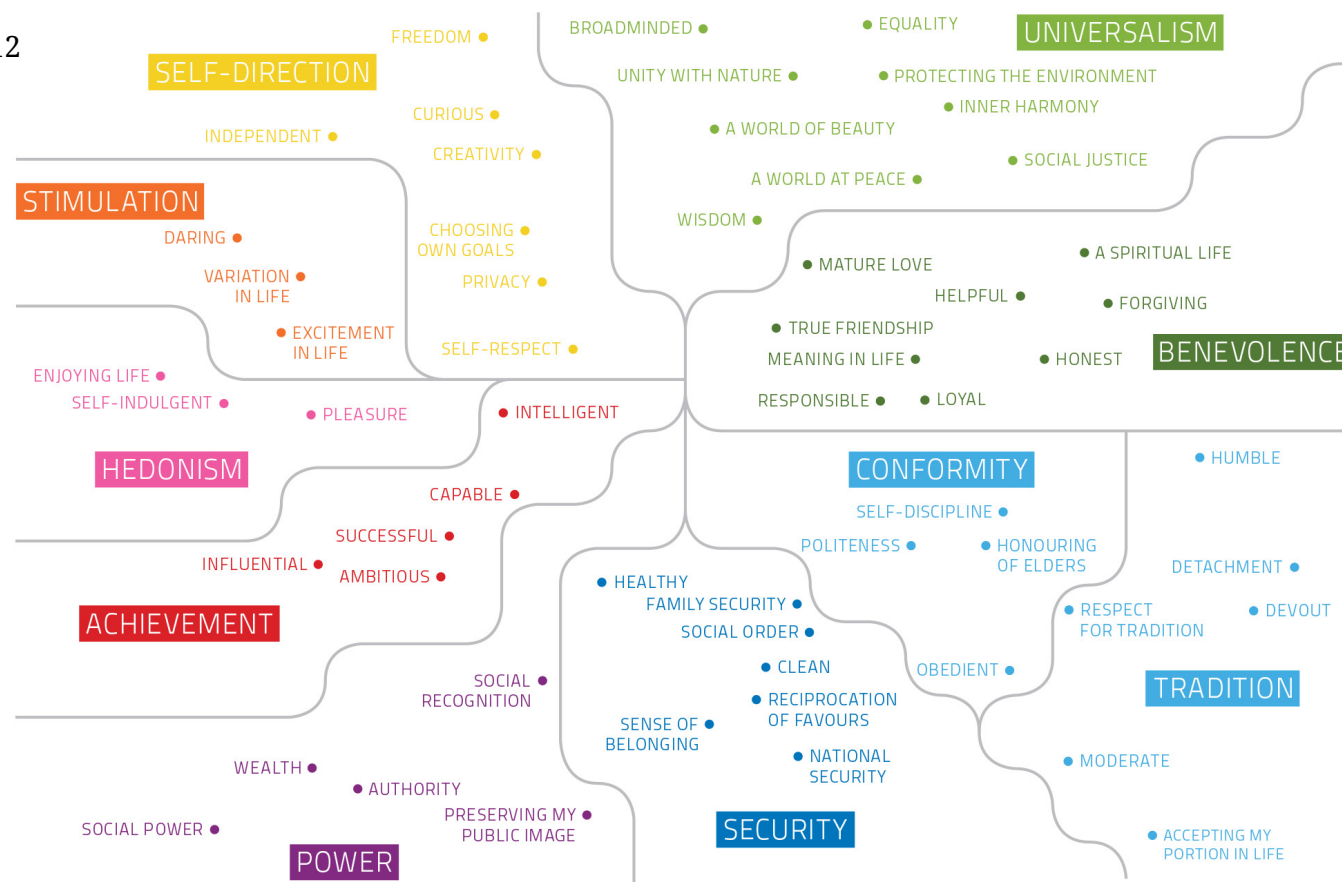 12
SELF-DIRECTION
FREEDOM
CURIOUS
INDEPENDENT
CREATIVITY
CHOOSING
OWN GOALS
PRIVACY
SELF-RESPECT
BROADMINDED
EQUALITY
UNIVERSALISM
UNITY WITH NATURE
PROTECTING THE ENVIRONMENT
INNER HARMONY
A WORLD OF BEAUTY
SOCIAL JUSTICE
A WORLD AT PEACE
WISDOM
STIMULATION
DARING
VARIATION
IN LIFE
EXCITEMENT
IN LIFE
MATURE LOVE
A SPIRITUAL LIFE
HELPFUL
FORGIVING
TRUE FRIENDSHIP
MEANING IN LIFE
HONEST
BENEVOLENCE
RESPONSIBLE
LOYAL
ENJOYING LIFE
SELF-INDULGENT
PLEASURE
HEDONISM
INTELLIGENT
CAPABLE
SUCCESSFUL
INFLUENTIAL
AMBITIOUS
ACHIEVEMENT
CONFORMITY
SELF-DISCIPLINE
POLITENESS
HONOURING
OF ELDERS
OBEDIENT
HUMBLE
DETACHMENT
RESPECT
FOR TRADITION
DEVOUT
TRADITION
MODERATE
ACCEPTING MY
PORTION IN LIFE
HEALTHY
FAMILY SECURITY
SOCIAL ORDER
CLEAN
RECIPROCATION
OF FAVOURS
SENSE OF
BELONGING
NATIONAL
SECURITY
SECURITY
SOCIAL
RECOGNITION
WEALTH
AUTHORITY
PRESERVING MY
PUBLIC IMAGE
SOCIAL POWER
POWER